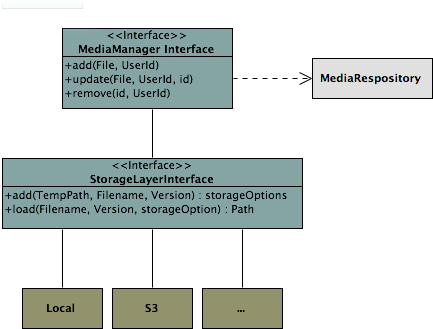 <<Interface>>
MediaManager Interface
+add(File, UserId)
+update(File, UserId, id)
+remove(id, UserId)
MediaRespository
<<Interface>>
StorageLayerInterface
+add(TempPath, Filename, Version) : storageOptions
+load(Filename, Version, storageOption) : Path
Local
S3
...